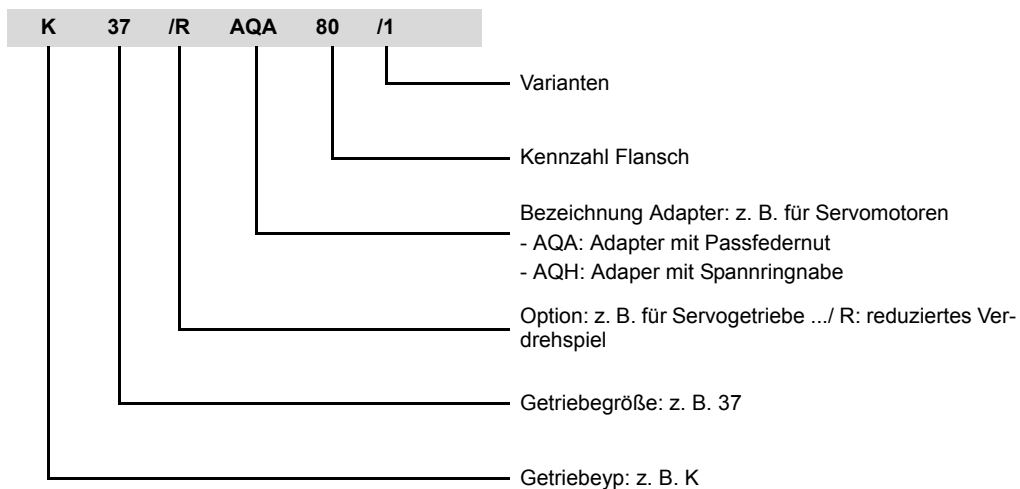 K 37 /R AQA 80 /1
Varianten
Kennzahl Flansch
Bezeichnung Adapter: z. B. für Servomotoren
- AQA: Adapter mit Passfedernut
- AQH: Adaper mit Spannringnabe
Option: z. B. für Servogetriebe .../ R: reduziertes Ver-
drehspiel
Getriebegröße: z. B. 37
Getriebeyp: z. B. K